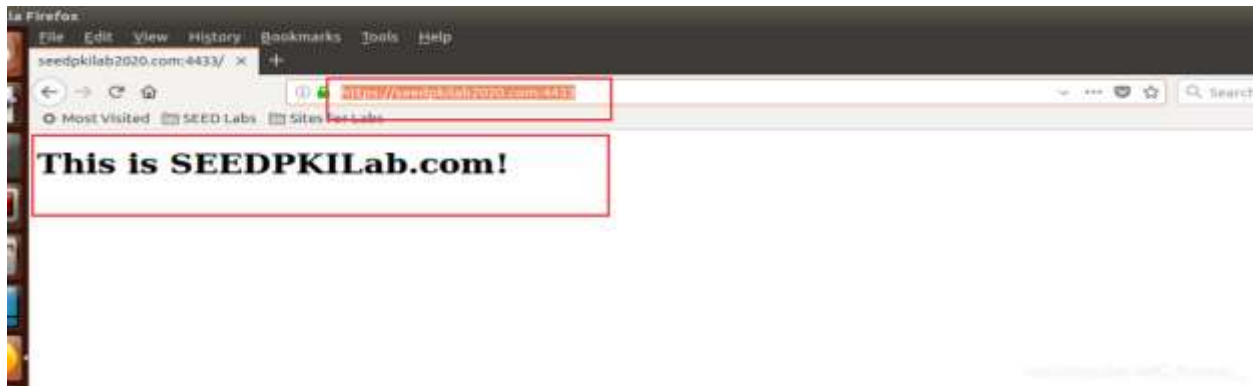 Firefox
File Edit View History Bookmarks Tools Help
seedpkilab2020.com:4433/ × +
https://seedpkilab2020.com:4433
Search
Most Visited SEED Labs Sites For Labs
This is SEEDPKILab.com!